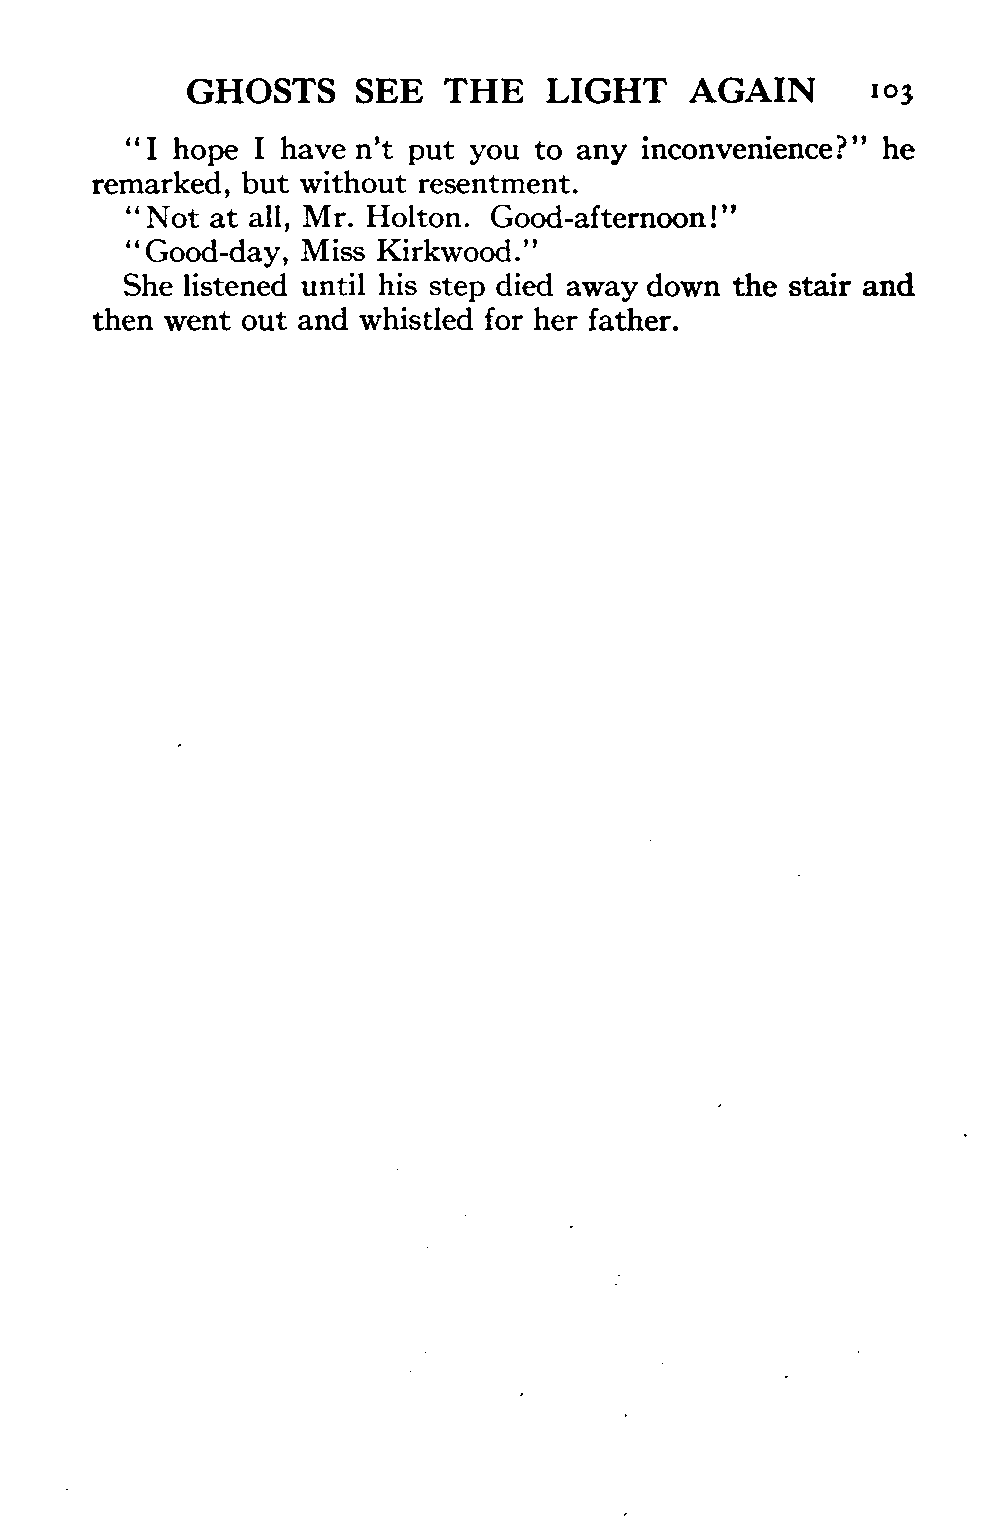 GHOSTS SEE THE LIGHT AGAIN 103
"I hope I have n't put you to any inconvenience?" he
remarked, but without resentment.
"Not at all, Mr. Holton. Good-afternoon!"
"Good-day, Miss Kirkwood."
She listened until his step died away down the stair and
then went out and whistled for her father.